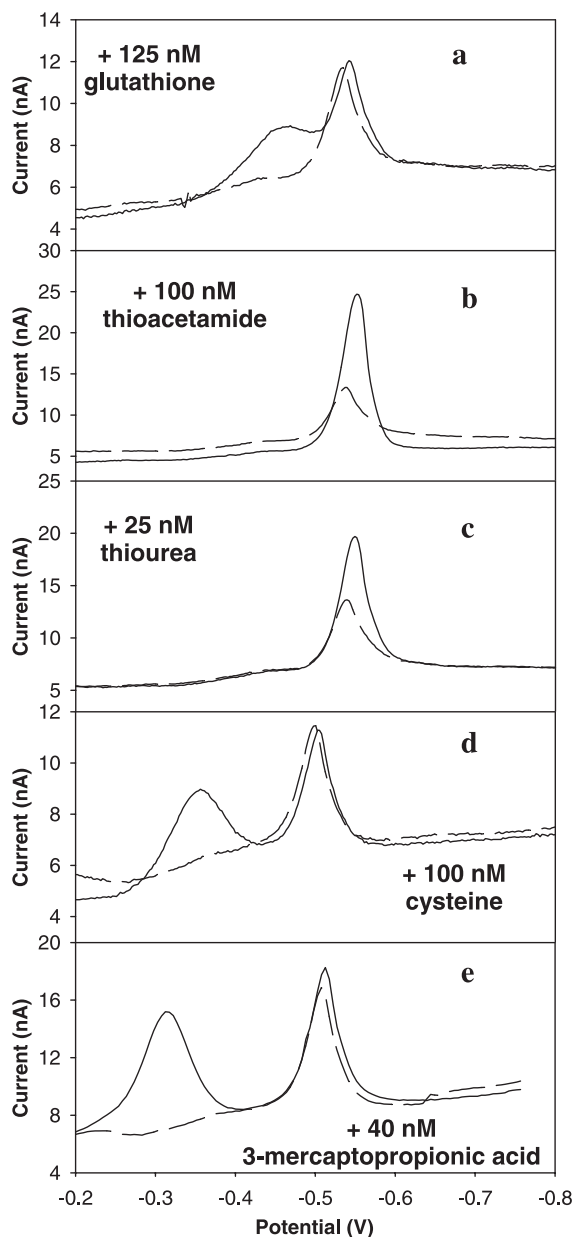 14
12
10
8
6
4
Current (nA)
+ 125 nM
glutathione
a
30
25
20
15
10
5
Current (nA)
+ 100 nM
thioacetamide
b
25
20
15
10
5
Current (nA)
+ 25 nM
thiourea
c
12
10
8
6
4
Current (nA)
d
+ 100 nM
cysteine
20
16
12
8
4
Current (nA)
e
+ 40 nM
3-mercaptopropionic acid
-0.2 -0.3 -0.4 -0.5 -0.6 -0.7 -0.8
Potential (V)